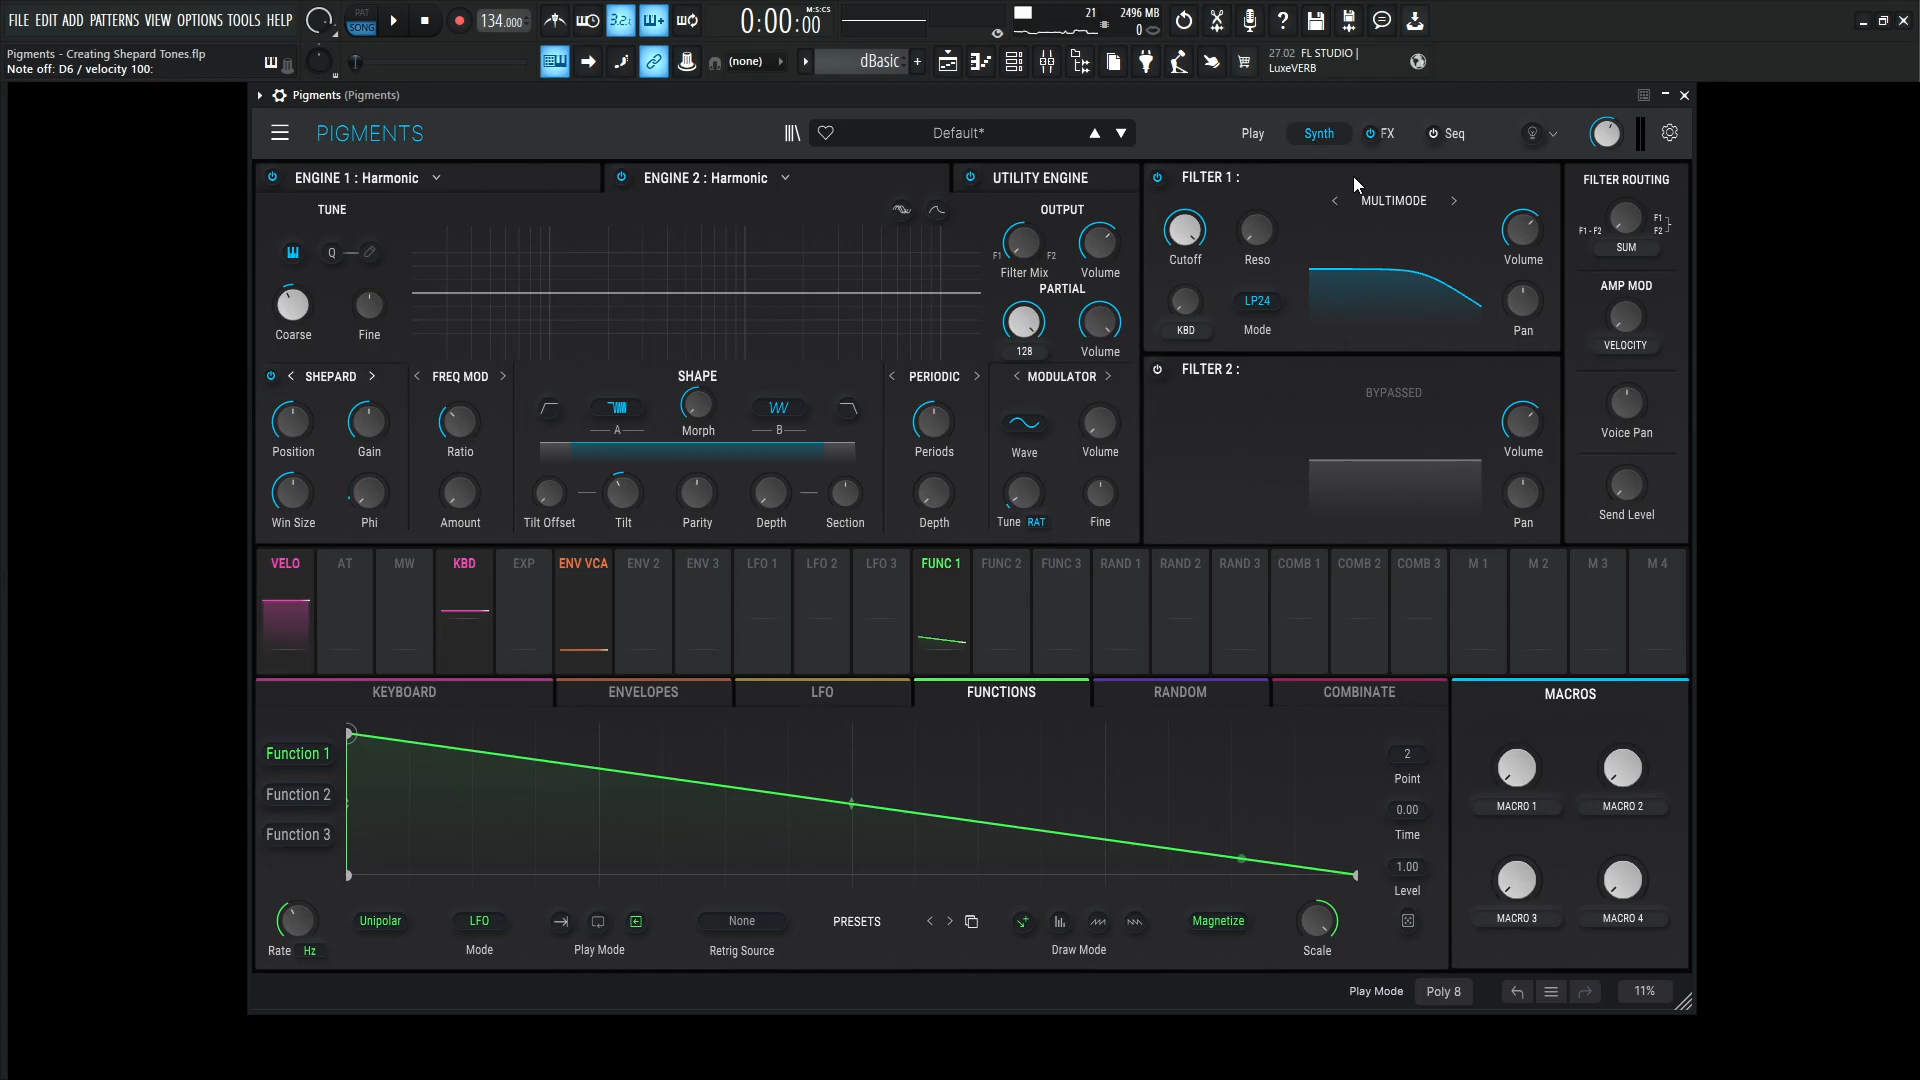 FILE EDIT ADD PATTERNS VIEW OPTIONS TOOLS HELP
PAT
SONG
134.000
3.2.
0:00:00
M:S:CS
21
2496 MB
0
Pigments - Creating Shepard Tones.flp
Note off: D6 / velocity 100:
(none)
dBasic
27.02 FL STUDIO |
LuxeVERB
Pigments (Pigments)
PIGMENTS
Default*
Play
Synth
FX
Seq
ENGINE 1 : Harmonic
ENGINE 2 : Harmonic
UTILITY ENGINE
FILTER 1 :
FILTER ROUTING
TUNE
OUTPUT
MULTIMODE
Q
F1
F2
Filter Mix
Volume
Cutoff
Reso
Volume
F1 - F2
F1
F2
SUM
PARTIAL
AMP MOD
LP24
Coarse
Fine
128
Volume
KBD
Mode
Pan
VELOCITY
SHEPARD
FREQ MOD
SHAPE
PERIODIC
MODULATOR
FILTER 2 :
BYPASSED
A
Morph
B
Position
Gain
Ratio
Periods
Wave
Volume
Volume
Voice Pan
Win Size
Phi
Amount
Tilt Offset
Tilt
Parity
Depth
Section
Depth
Tune RAT
Fine
Pan
Send Level
VELO
AT
MW
KBD
EXP
ENV VCA
ENV 2
ENV 3
LFO 1
LFO 2
LFO 3
FUNC 1
FUNC 2
FUNC 3
RAND 1
RAND 2
RAND 3
COMB 1
COMB 2
COMB 3
M 1
M 2
M 3
M 4
KEYBOARD
ENVELOPES
LFO
FUNCTIONS
RANDOM
COMBINATE
MACROS
Function 1
Function 2
Function 3
2
Point
0.00
Time
1.00
Level
MACRO 1
MACRO 2
MACRO 3
MACRO 4
Rate Hz
Unipolar
LFO
Mode
Play Mode
None
Retrig Source
PRESETS
Draw Mode
Magnetize
Scale
Play Mode
Poly 8
11%